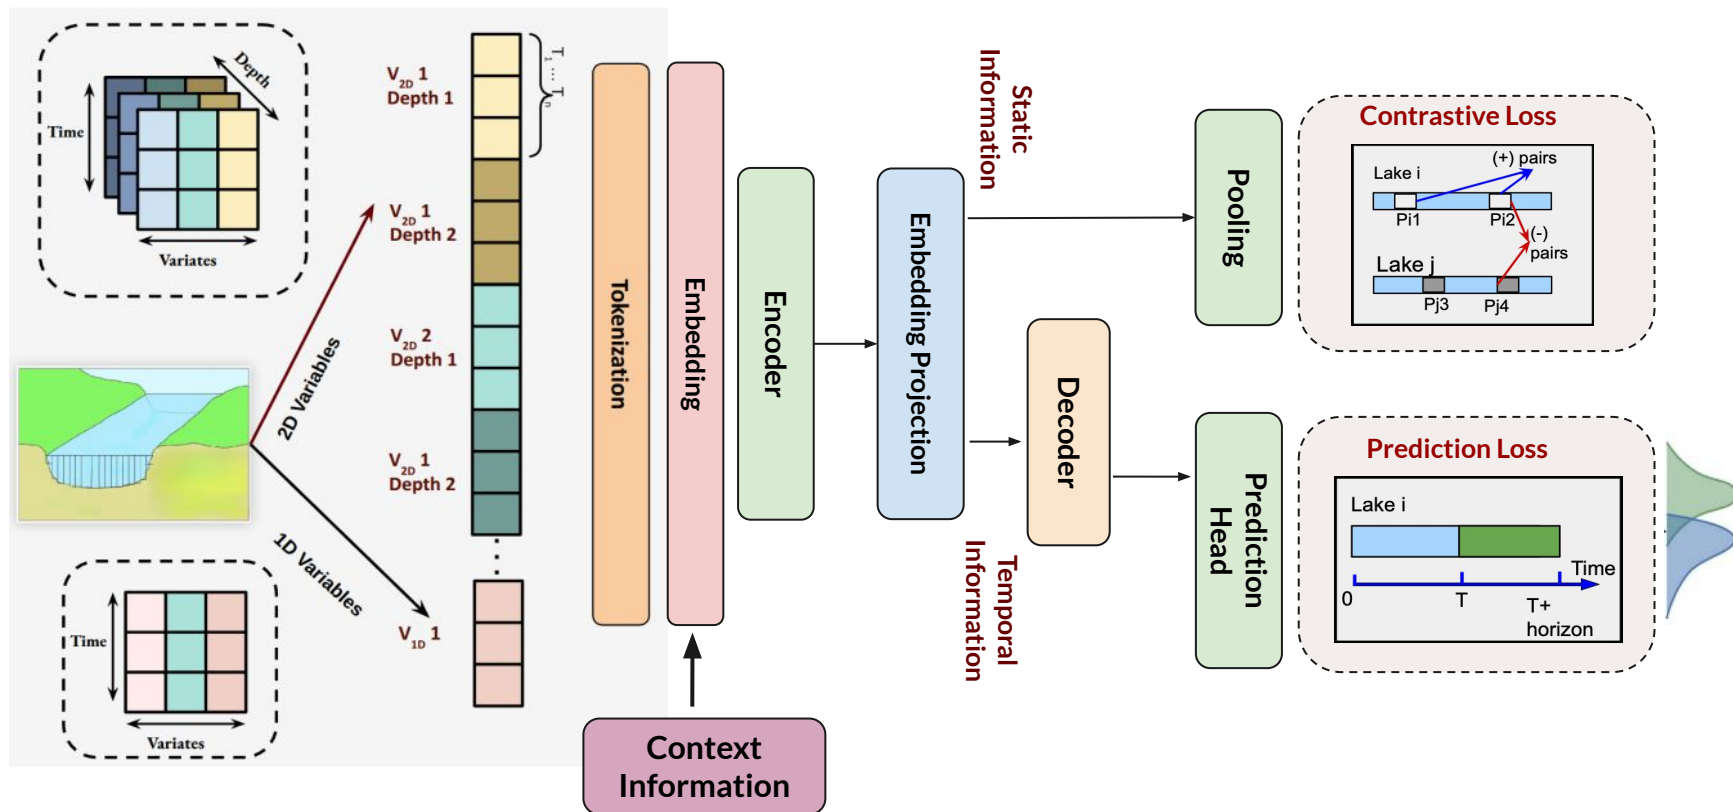 Depth
Time
Variates
V2D 1
Depth 1
T1 ... Tn
V2D 1
Depth 2
V2D 2
Depth 1
V2D 1
Depth 2
V1D 1
2D Variables
1D Variables
Time
Variates
Tokenization
Embedding
Context
Information
Encoder
Embedding Projection
Static
Information
Temporal
Information
Pooling
Decoder
Prediction
Head
Contrastive Loss
Lake i
(+) pairs
Pi1
Pi2
(-)
pairs
Lake j
Pj3
Pj4
Prediction Loss
Lake i
Time
0
T
T+
horizon